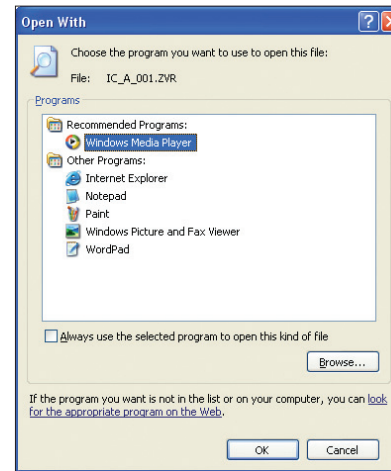 Open With
Choose the program you want to use to open this file:
File: IC_A_001.ZVR
Programs
Recommended Programs:
Windows Media Player
Other Programs:
Internet Explorer
Notepad
Paint
Windows Picture and Fax Viewer
WordPad
Always use the selected program to open this kind of file
Browse...
If the program you want is not in the list or on your computer, you can look
for the appropriate program on the Web.
OK Cancel